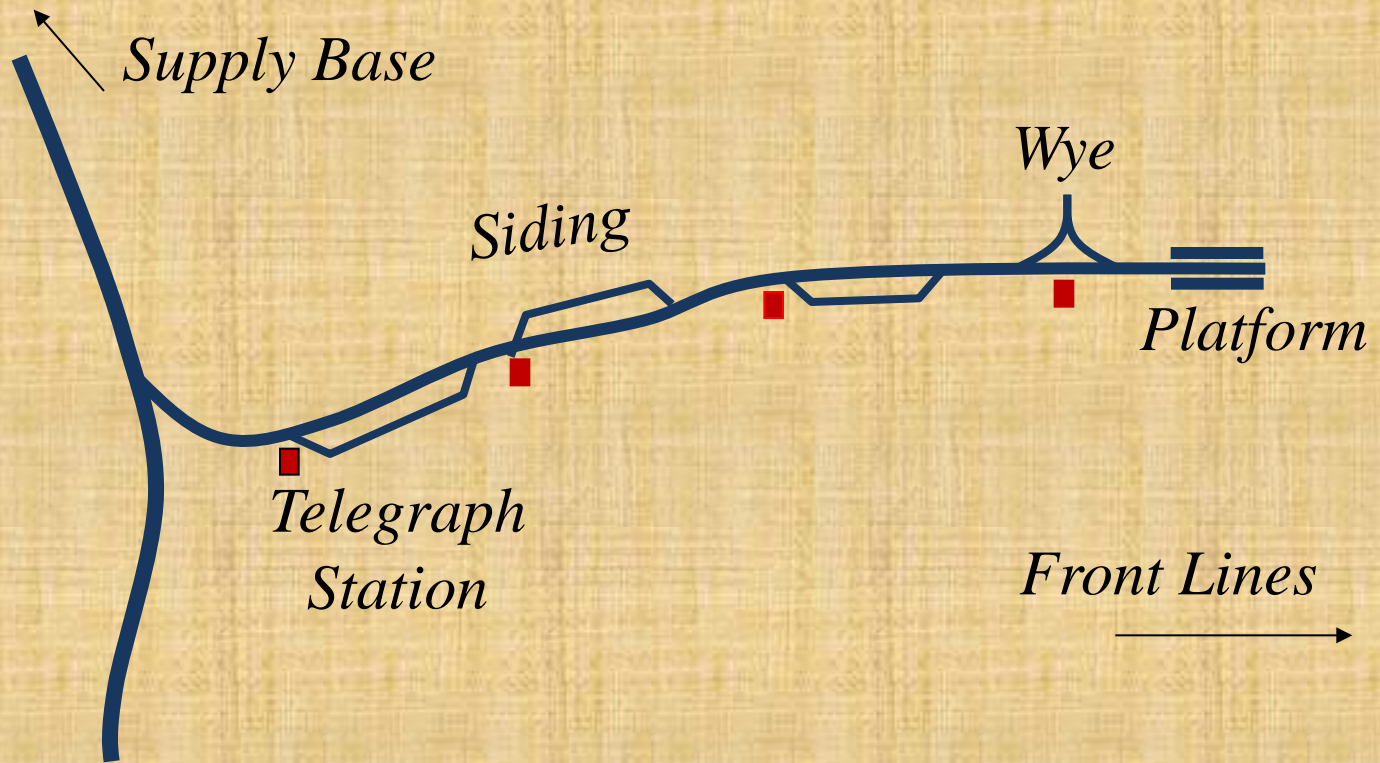 Supply Base
Wye
Siding
Platform
Telegraph
Station
Front Lines